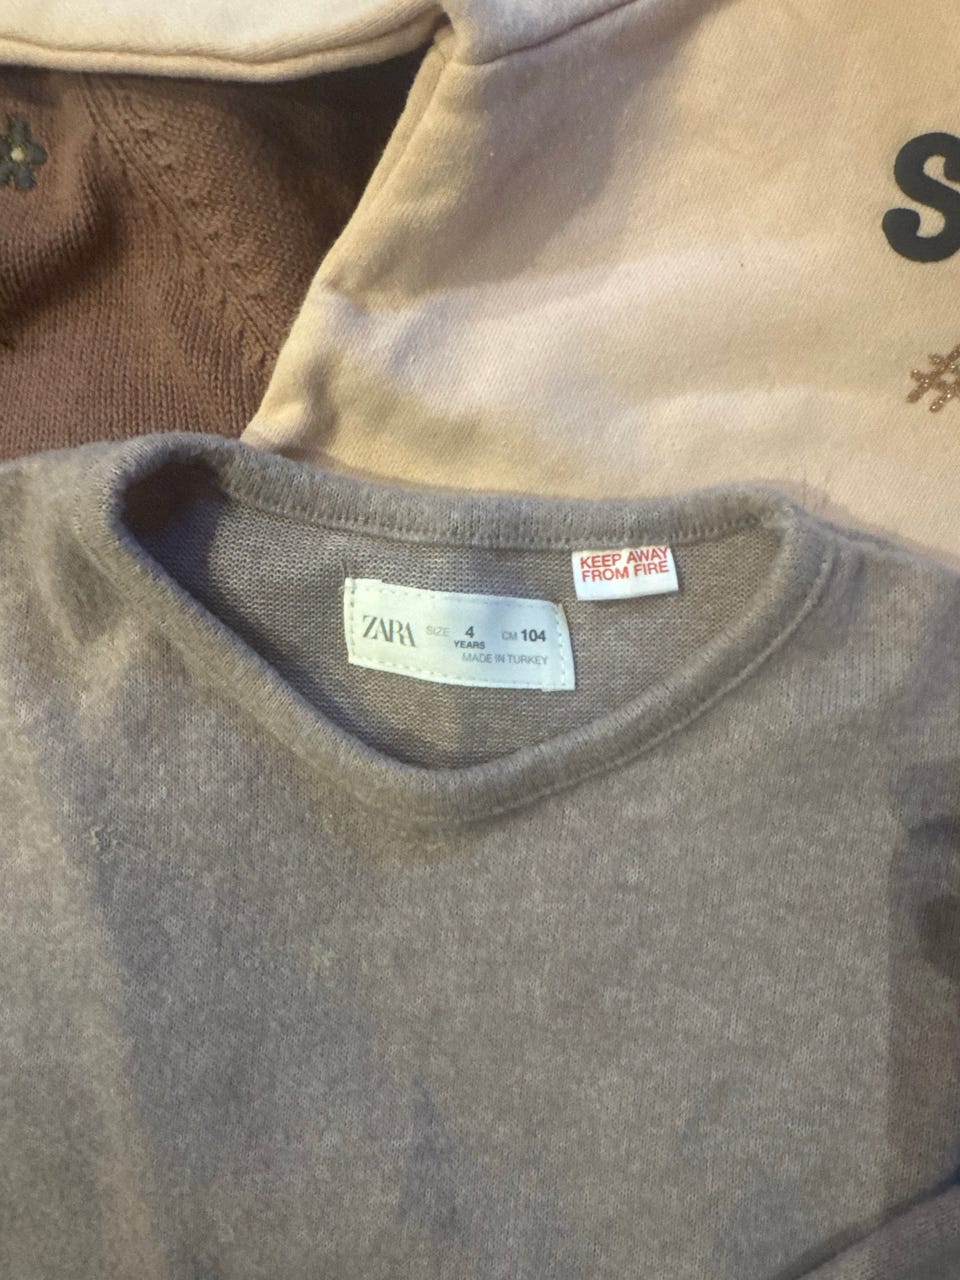 S
#
KEEP AWAY
FROM FIRE
ZARA SIZE 4 CM 104
YEARS
MADE IN TURKEY